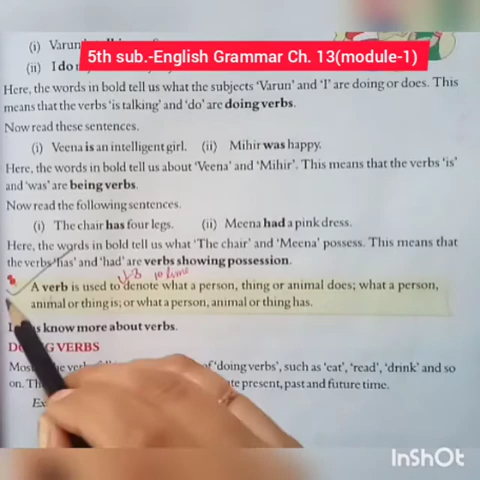 (i) Varun
5th sub.-English Grammar Ch. 13(module-1)
(ii) I do
Here, the words in bold tell us what the subjects ‘Varun’ and ‘I’ are doing or does. This
means that the verbs ‘is talking’ and ‘do’ are doing verbs.
Now read these sentences.
(i) Veena is an intelligent girl. (ii) Mihir was happy.
Here, the words in bold tell us about ‘Veena’ and ‘Mihir’. This means that the verbs ‘is’
and ‘was’ are being verbs.
Now read the following sentences.
(i) The chair has four legs. (ii) Meena had a pink dress.
Here, the words in bold tell us what ‘The chair’ and ‘Meena’ possess. This means that
the verbs ‘has’ and ‘had’ are verbs showing possession.
10 time
A verb is used to denote what a person, thing or animal does; what a person,
animal or thing is; or what a person, animal or thing has.
know more about verbs.
VERBS
of ‘doing verbs’, such as ‘eat’, ‘read’, ‘drink’ and so
on. present, past and future time.
Ex
InShOt